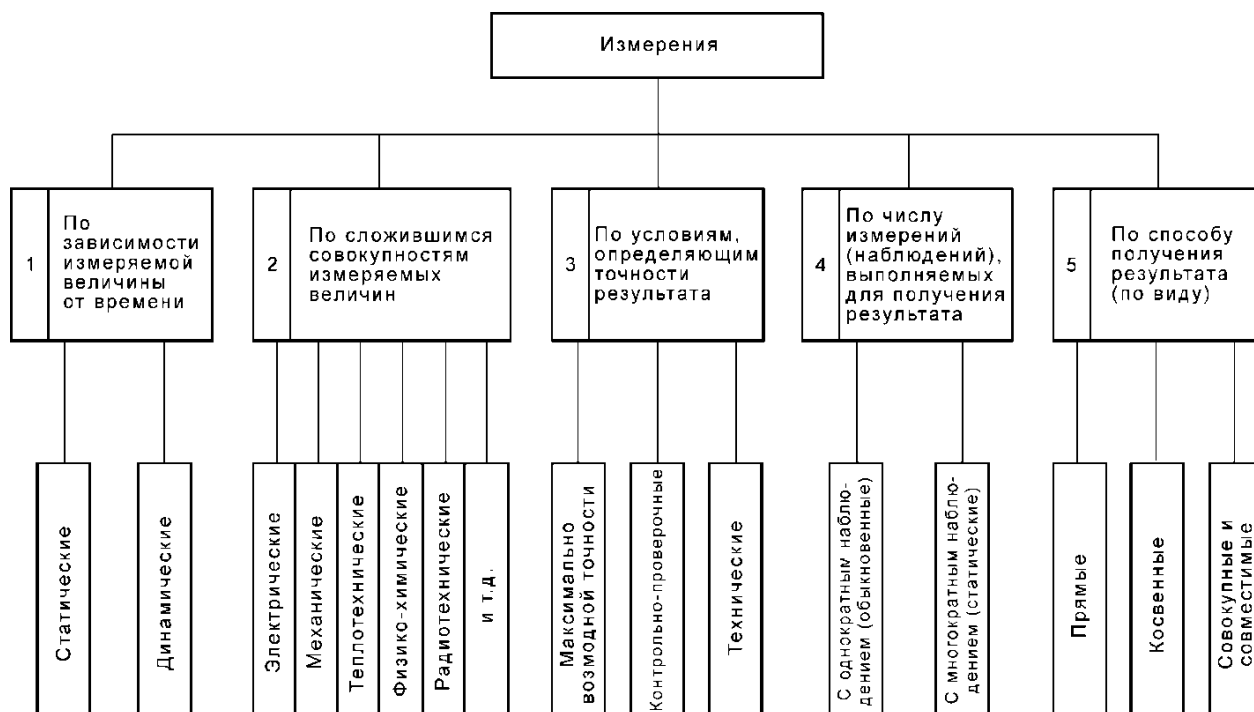 Измерения
1
По
зависимости
измеряемой
величины
от времени
2
По сложившимся
совокупностям
измеряемых
величин
3
По условиям,
определяющим
точности
результата
4
По числу
измерений
(наблюдений),
выполняемых
для получения
результата
5
По способу
получения
результата
(по виду)
Статические
Динамические
Электрические
Механические
Теплотехнические
Физико-химические
Радиотехнические
и т.д.
Максимально
возмодной точности
Контрольно-проверочные
Технические
С однократным наблю-
дением (обыкновенные)
С многократным наблю-
дением (статические)
Прямые
Косвенные
Совокупные и
совместимые